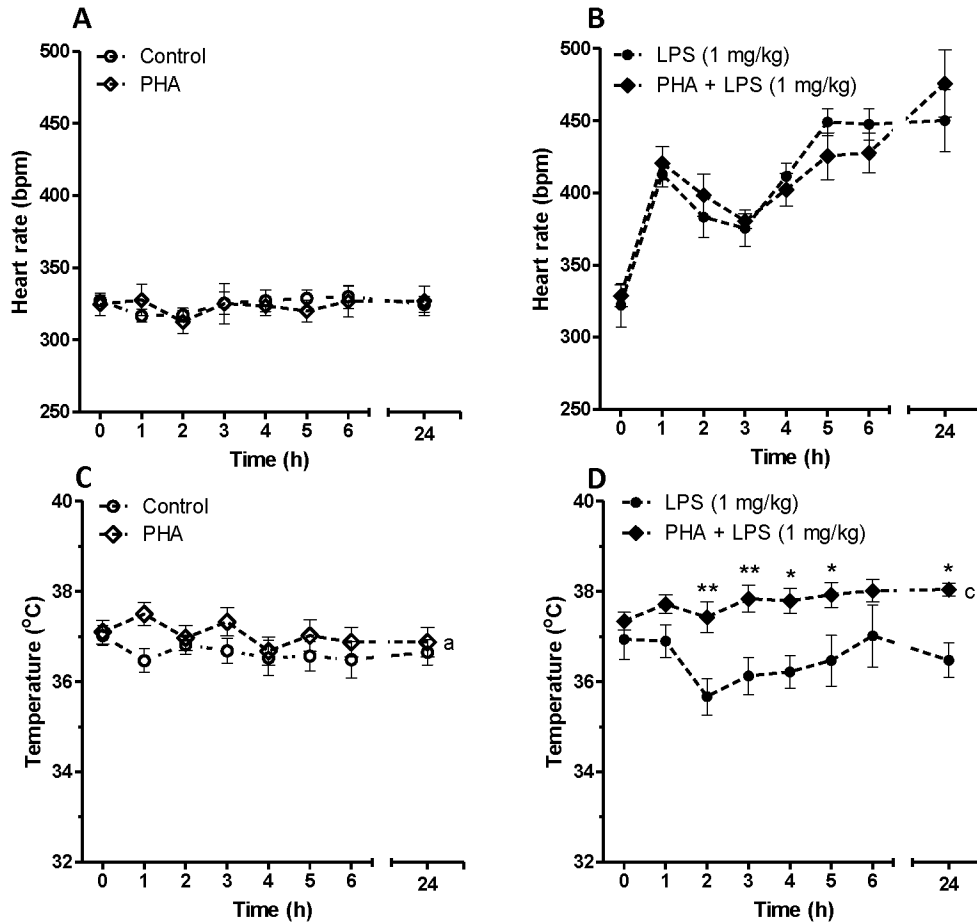 A
Control
PHA
Heart rate (bpm)
500
450
400
350
300
250
0 1 2 3 4 5 6 24
Time (h)
B
LPS (1 mg/kg)
PHA + LPS (1 mg/kg)
Heart rate (bpm)
500
450
400
350
300
250
0 1 2 3 4 5 6 24
Time (h)
C
Control
PHA
Temperature (°C)
40
38
36
34
32
a
0 1 2 3 4 5 6 24
Time (h)
D
LPS (1 mg/kg)
PHA + LPS (1 mg/kg)
Temperature (°C)
40
38
36
34
32
** ** * * *
c
0 1 2 3 4 5 6 24
Time (h)